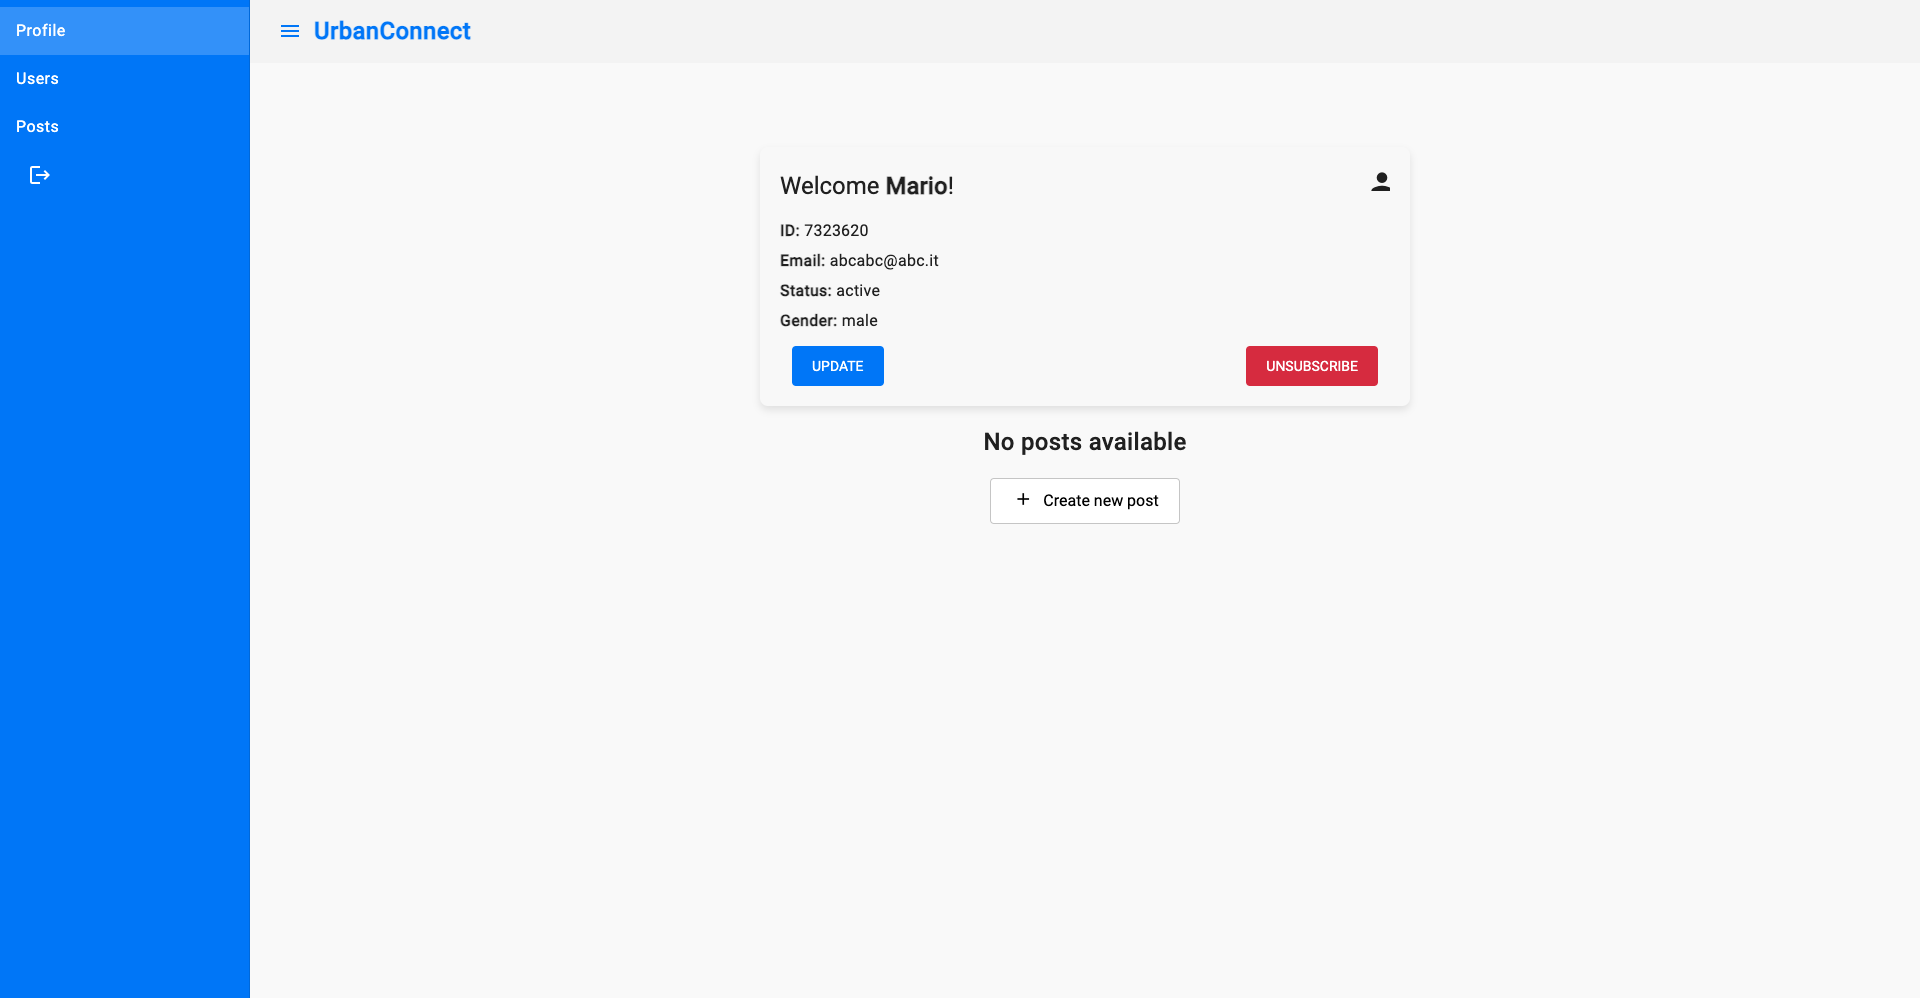 Profile
Users
Posts
UrbanConnect
Welcome Mario!
ID: 7323620
Email: abcabc@abc.it
Status: active
Gender: male
UPDATE
UNSUBSCRIBE
No posts available
Create new post